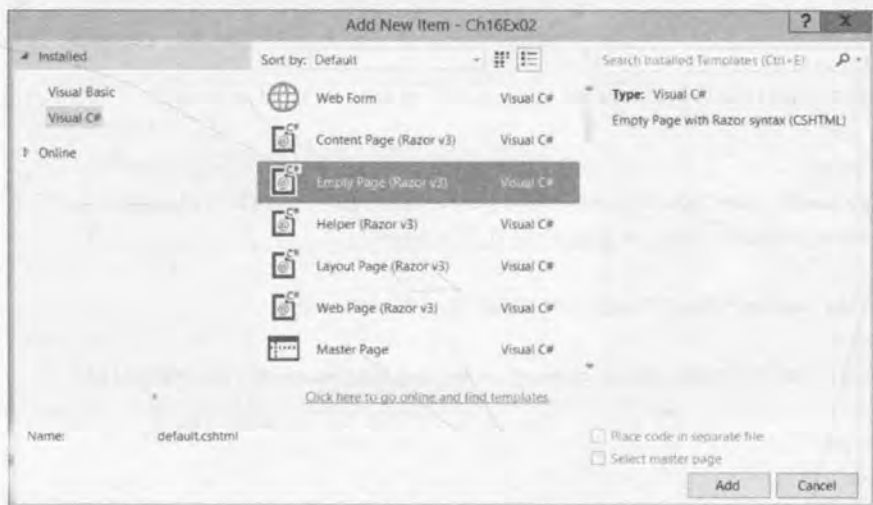 Add New Item - Ch16Ex02
? x
Installed
Visual Basic
Visual C#
Online
Sort by: Default
Web Form Visual C#
Content Page (Razor v3) Visual C#
Empty Page (Razor v3) Visual C#
Helper (Razor v3) Visual C#
Layout Page (Razor v3) Visual C#
Web Page (Razor v3) Visual C#
Master Page Visual C#
Click here to go online and find templates.
Search Installed Templates (Ctrl+E)
Type: Visual C#
Empty Page with Razor syntax (CSHTML)
Name: default.cshtml
Place code in separate file
Select master page
Add Cancel